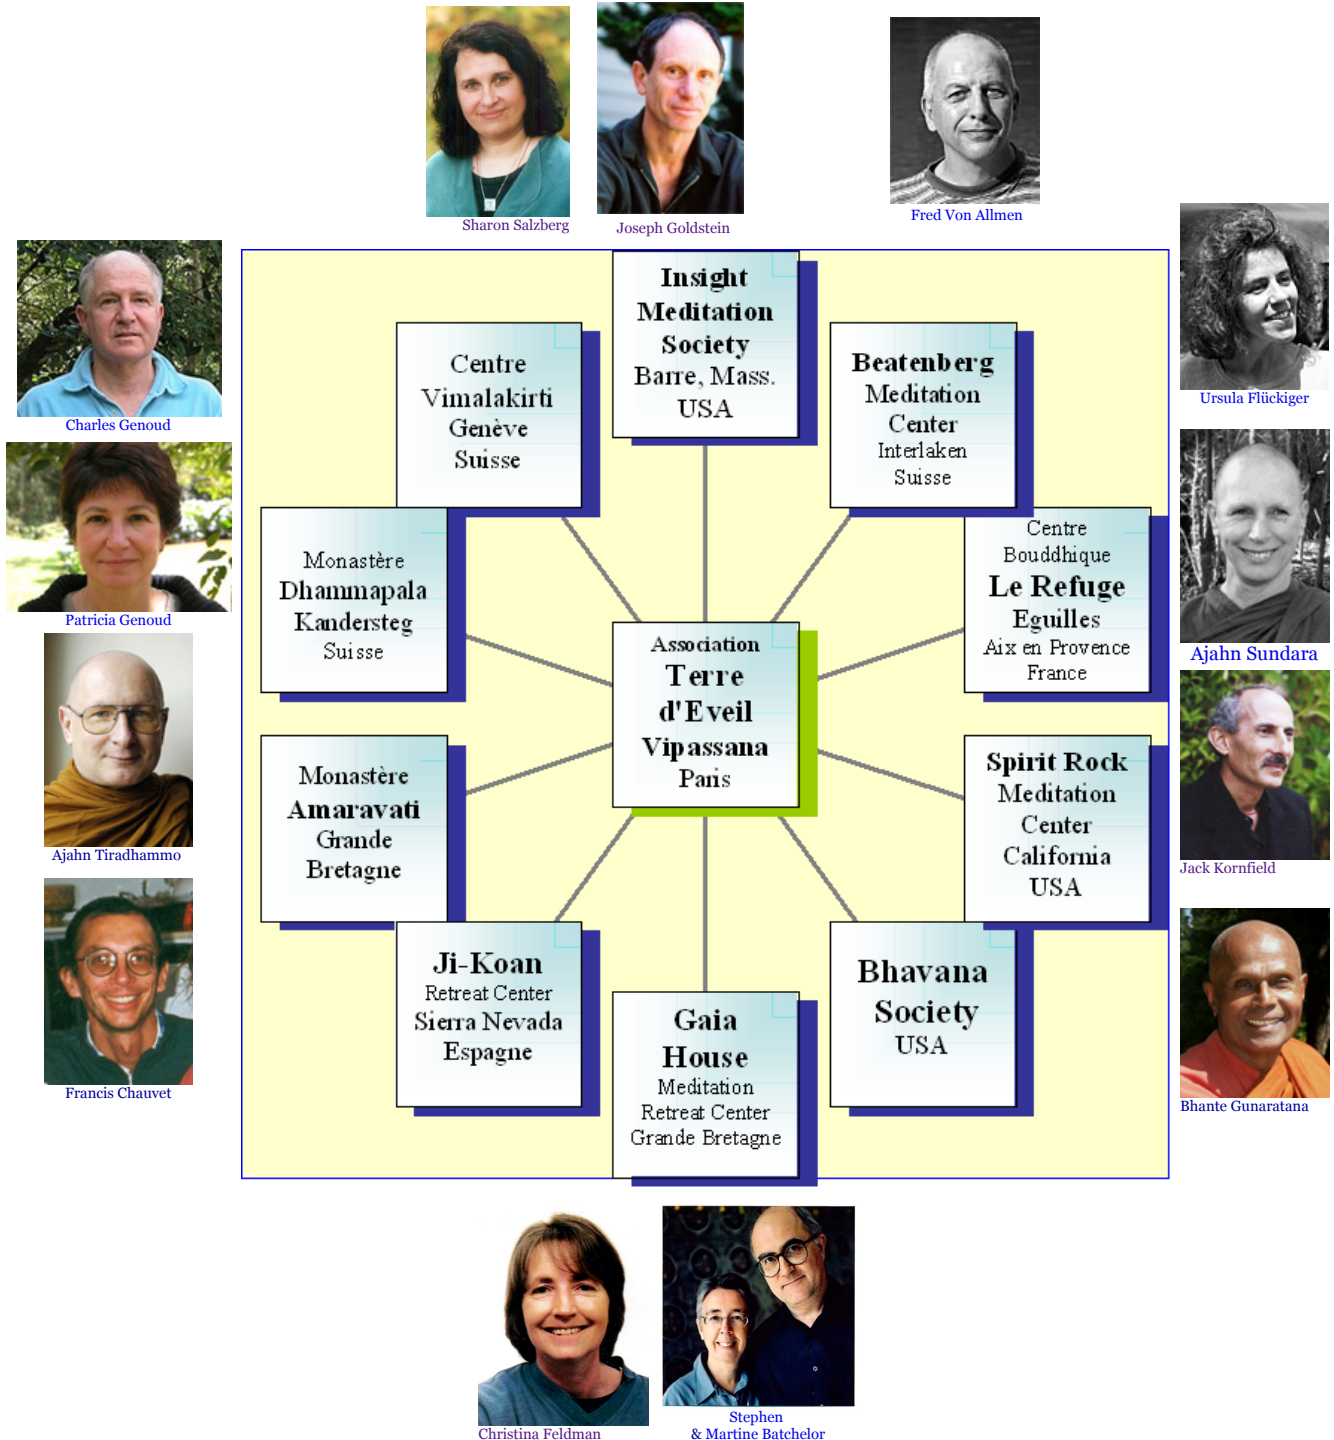 Sharon Salzberg
Joseph Goldstein
Fred Von Allmen
Charles Genoud
Patricia Genoud
Ajahn Tiradhammo
Francis Chauvet
Insight
Meditation
Society
Barre, Mass.
USA
Centre
Vimalakirti
Genève
Suisse
Beatenberg
Meditation
Center
Interlaken
Suisse
Monastère
Dhammapala
Kandersteg
Suisse
Centre
Bouddhique
Le Refuge
Eguilles
Aix en Provence
France
Association
Terre
d'Eveil
Vipassana
Paris
Monastère
Amaravati
Grande
Bretagne
Spirit Rock
Meditation
Center
California
USA
Ji-Koan
Retreat Center
Sierra Nevada
Espagne
Gaia
House
Meditation
Retreat Center
Grande Bretagne
Bhavana
Society
USA
Ursula Flückiger
Ajahn Sundara
Jack Kornfield
Bhante Gunaratana
Christina Feldman
Stephen
& Martine Batchelor